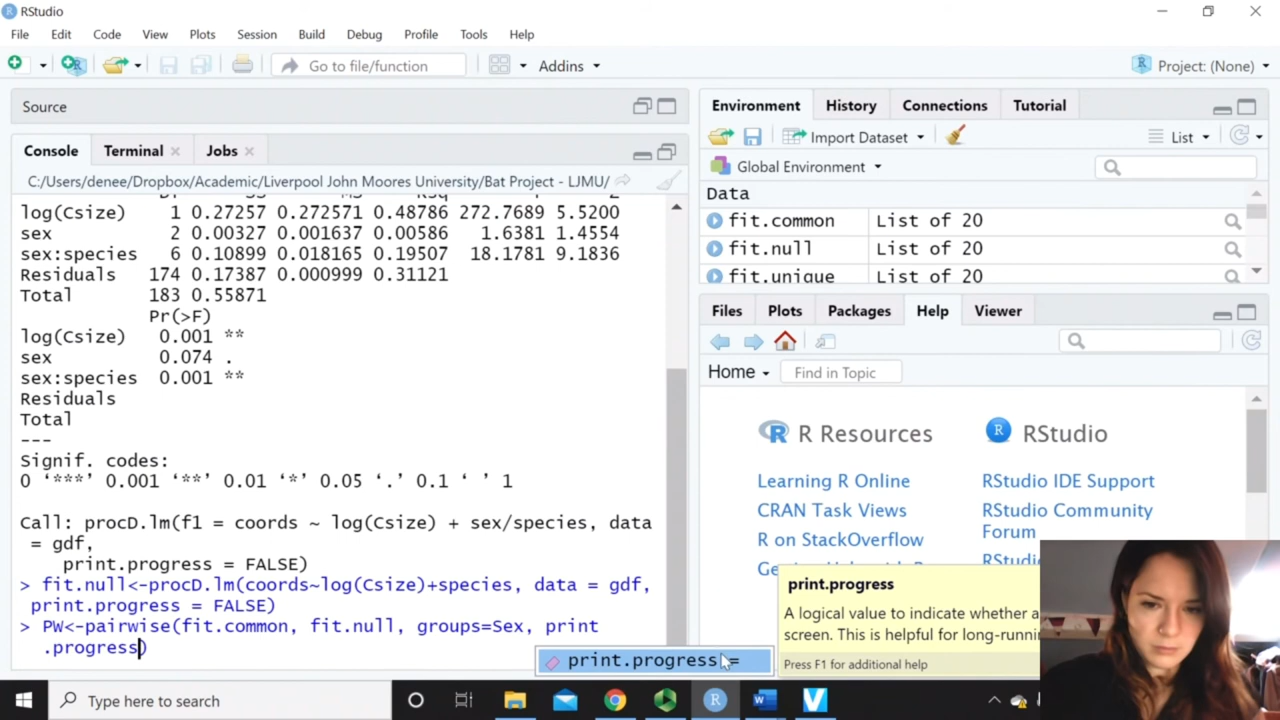 RStudio
File Edit Code View Plots Session Build Debug Profile Tools Help
Go to file/function Addins Project: (None)
Source
Console Terminal Jobs
C:/Users/denee/Dropbox/Academic/Liverpool John Moores University/Bat Project - LJMU/
log(Csize) 1 0.27257 0.272571 0.48786 272.7689 5.5200
sex 2 0.00327 0.001637 0.00586 1.6381 1.4554
sex:species 6 0.10899 0.018165 0.19507 18.1781 9.1836
Residuals 174 0.17387 0.000999 0.31121
Total 183 0.55871
Pr(>F)
log(Csize) 0.001 **
sex 0.074 .
sex:species 0.001 **
Residuals
Total
---
Signif. codes:
0 ‘***’ 0.001 ‘**’ 0.01 ‘*’ 0.05 ‘.’ 0.1 ‘ ’ 1
Call: procD.lm(f1 = coords ~ log(Csize) + sex/species, data
= gdf,
print.progress = FALSE)
> fit.null<-procD.lm(coords~log(Csize)+species, data = gdf,
print.progress = FALSE)
> PW<-pairwise(fit.common, fit.null, groups=Sex, print
.progress)
print.progress =
Environment History Connections Tutorial
Import Dataset List
Global Environment
Data
fit.common List of 20
fit.null List of 20
fit.unique List of 20
Files Plots Packages Help Viewer
Home Find in Topic
R Resources
Learning R Online
CRAN Task Views
R on StackOverflow
RStudio
RStudio IDE Support
RStudio Community
Forum
print.progress
A logical value to indicate whether a
screen. This is helpful for long-runni
Press F1 for additional help
Type here to search